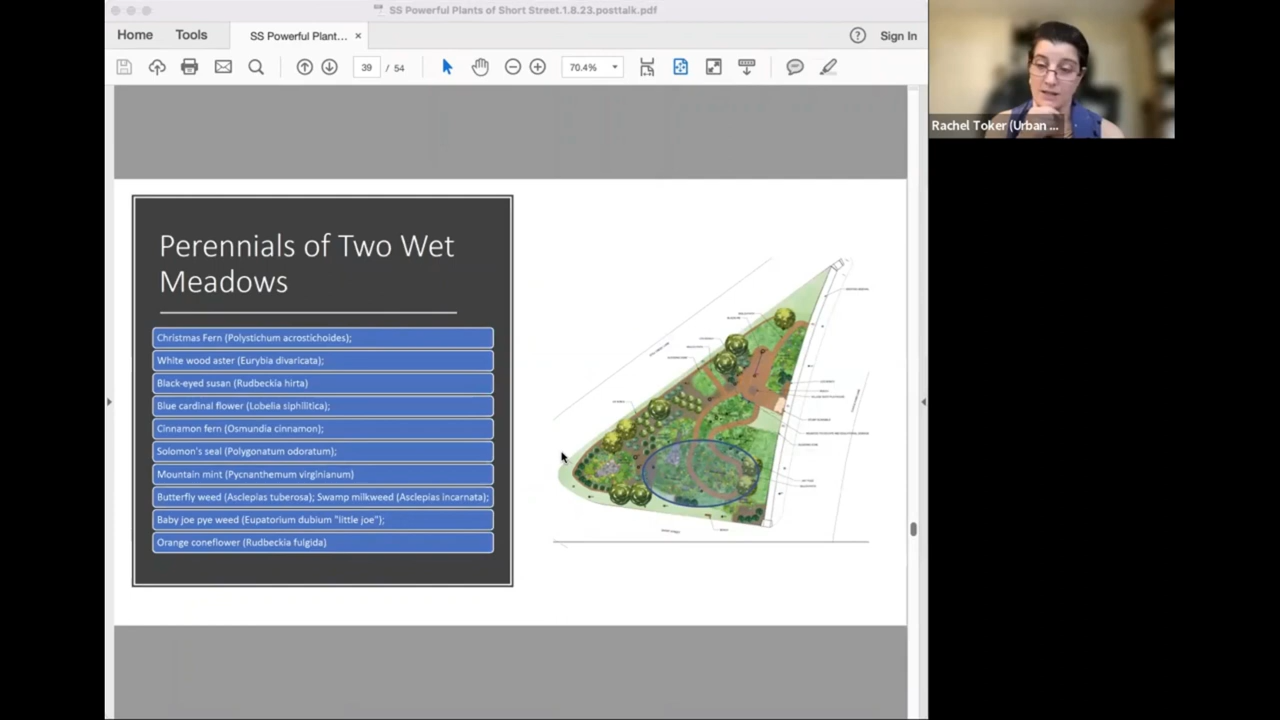 SS Powerful Plants of Short Street.1.8.23.posttalk.pdf
Home Tools SS Powerful Plant... × Sign In
39 / 54 70.4%
Rachel Toker (Urban ...
Perennials of Two Wet
Meadows
Christmas Fern (Polystichum acrostichoides);
White wood aster (Eurybia divaricata);
Black-eyed susan (Rudbeckia hirta)
Blue cardinal flower (Lobelia siphilitica);
Cinnamon fern (Osmundia cinnamon);
Solomon's seal (Polygonatum odoratum);
Mountain mint (Pycnanthemum virginianum)
Butterfly weed (Asclepias tuberosa); Swamp milkweed (Asclepias incarnata);
Baby joe pye weed (Eupatorium dubium "little joe");
Orange coneflower (Rudbeckia fulgida)